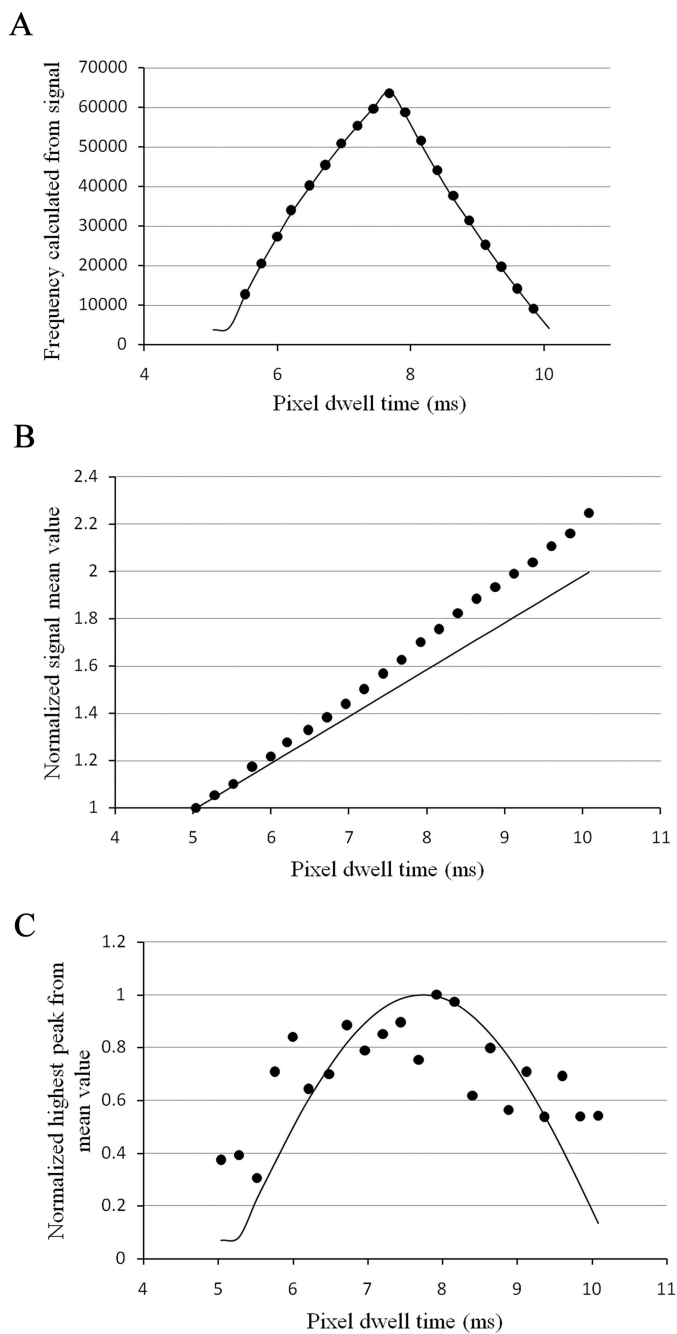 A
Frequency calculated from signal
70000
60000
50000
40000
30000
20000
10000
0
4 6 8 10
Pixel dwell time (ms)
B
Normalized signal mean value
2.4
2.2
2
1.8
1.6
1.4
1.2
1
4 5 6 7 8 9 10 11
Pixel dwell time (ms)
C
Normalized highest peak from
mean value
1.2
1
0.8
0.6
0.4
0.2
0
4 5 6 7 8 9 10 11
Pixel dwell time (ms)